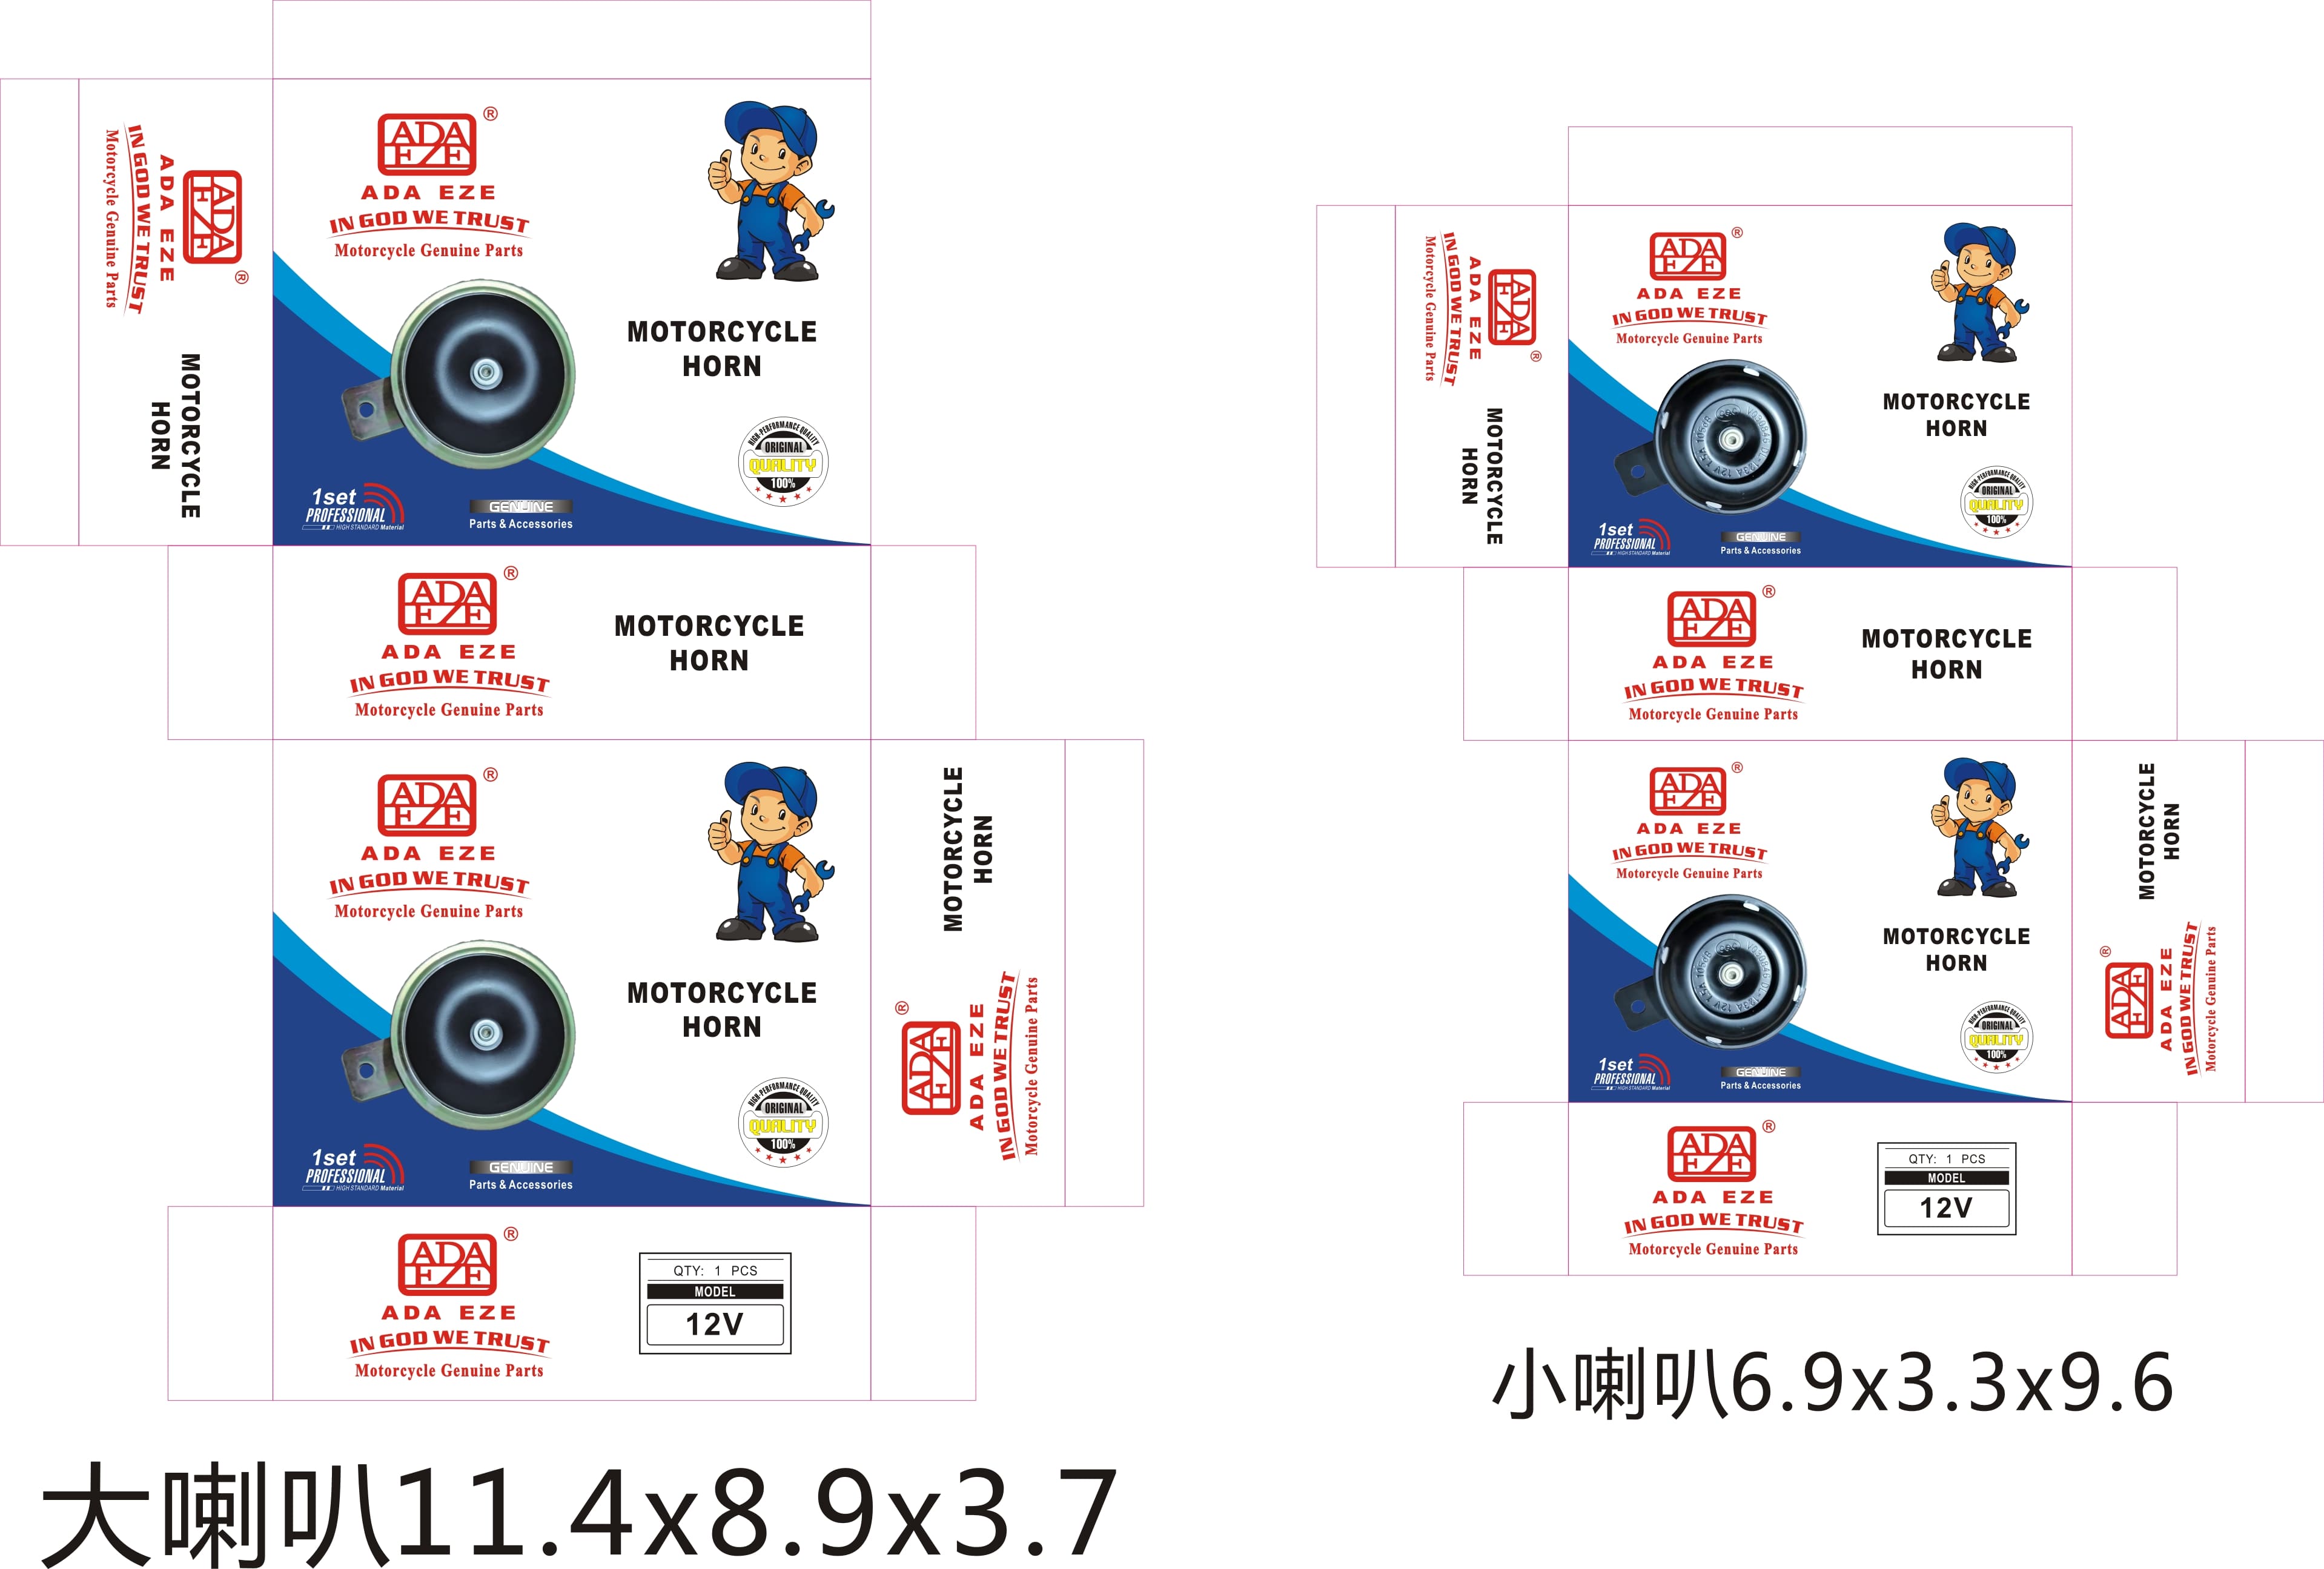 ADA
EZE
®
ADA EZE
IN GOD WE TRUST
Motorcycle Genuine Parts
MOTORCYCLE
HORN
ADA
EZE
®
ADA EZE
IN GOD WE TRUST
Motorcycle Genuine Parts
MOTORCYCLE
HORN
HIGH-PERFORMANCE QUALITY
ORIGINAL
QUALITY
100%
1set
PROFESSIONAL
HIGH STANDARD Material
GENUINE
Parts & Accessories
ADA
EZE
®
ADA EZE
IN GOD WE TRUST
Motorcycle Genuine Parts
MOTORCYCLE
HORN
ADA
EZE
®
ADA EZE
IN GOD WE TRUST
Motorcycle Genuine Parts
MOTORCYCLE
HORN
HIGH-PERFORMANCE QUALITY
ORIGINAL
QUALITY
100%
1set
PROFESSIONAL
HIGH STANDARD Material
GENUINE
Parts & Accessories
MOTORCYCLE
HORN
ADA
EZE
®
ADA EZE
IN GOD WE TRUST
Motorcycle Genuine Parts
ADA
EZE
®
ADA EZE
IN GOD WE TRUST
Motorcycle Genuine Parts
QTY: 1 PCS
MODEL
12V
大喇叭11.4x8.9x3.7
ADA
EZE
®
ADA EZE
IN GOD WE TRUST
Motorcycle Genuine Parts
MOTORCYCLE
HORN
ADA
EZE
®
ADA EZE
IN GOD WE TRUST
Motorcycle Genuine Parts
MOTORCYCLE
HORN
105dB
12V 1.5A
HIGH-PERFORMANCE QUALITY
ORIGINAL
QUALITY
100%
1set
PROFESSIONAL
HIGH STANDARD Material
GENUINE
Parts & Accessories
ADA
EZE
®
ADA EZE
IN GOD WE TRUST
Motorcycle Genuine Parts
MOTORCYCLE
HORN
ADA
EZE
®
ADA EZE
IN GOD WE TRUST
Motorcycle Genuine Parts
MOTORCYCLE
HORN
105dB
12V 1.5A
HIGH-PERFORMANCE QUALITY
ORIGINAL
QUALITY
100%
1set
PROFESSIONAL
HIGH STANDARD Material
GENUINE
Parts & Accessories
MOTORCYCLE
HORN
ADA
EZE
®
ADA EZE
IN GOD WE TRUST
Motorcycle Genuine Parts
ADA
EZE
®
ADA EZE
IN GOD WE TRUST
Motorcycle Genuine Parts
QTY: 1 PCS
MODEL
12V
小喇叭6.9x3.3x9.6